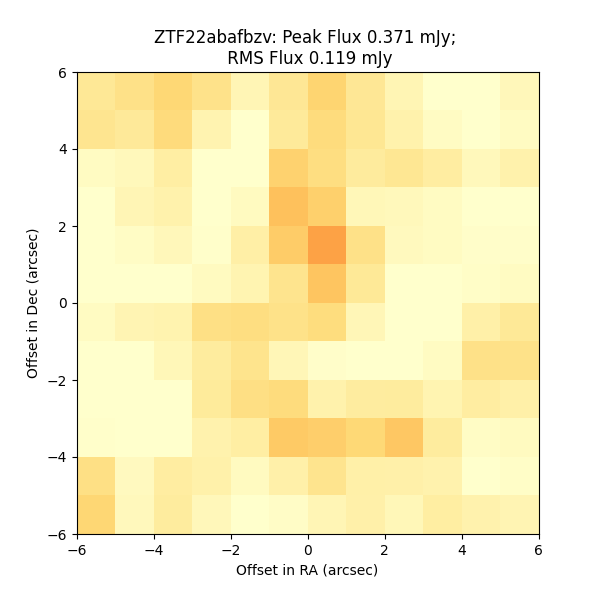 ZTF22abafbzv: Peak Flux 0.371 mJy;
RMS Flux 0.119 mJy
6
4
2
0
−2
−4
−6
Offset in Dec (arcsec)
−6 −4 −2 0 2 4 6
Offset in RA (arcsec)